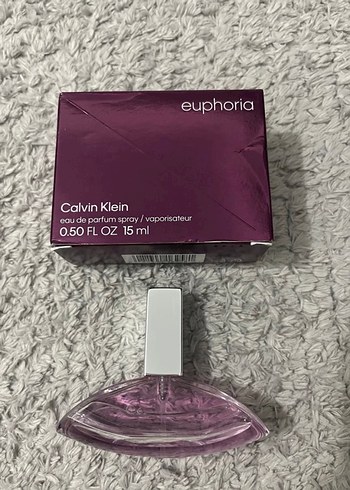 euphoria
Calvin Klein
eau de parfum spray / vaporisateur
0.50 FL OZ 15 ml